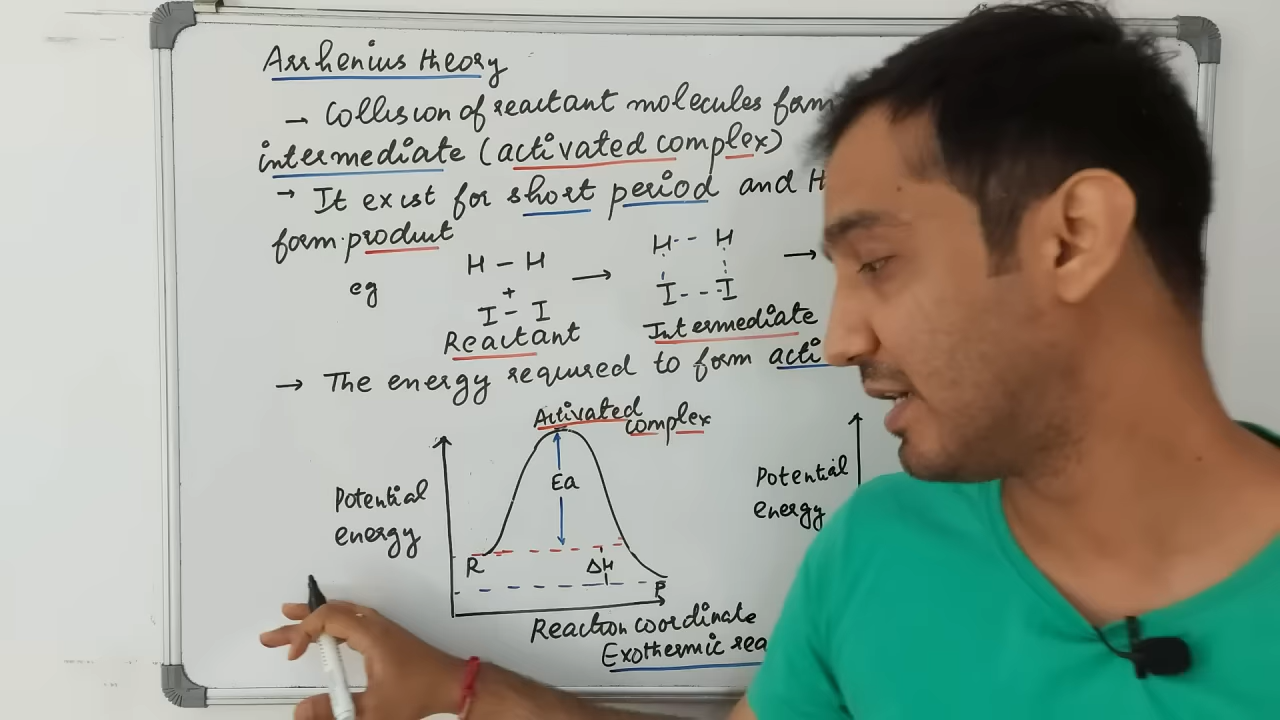 Arrhenius theory
→ Collision of reactant molecules form
intermediate (activated complex)
→ It exist for short period and
form product
eg
H - H
+
I - I
Reactant
→
H -- H
I -- I
Intermediate
→
→ The energy required to form acti
Activated complex
Potential energy
Ea
R
ΔH
P
Reaction coordinate
Exothermic rea
Potential energy